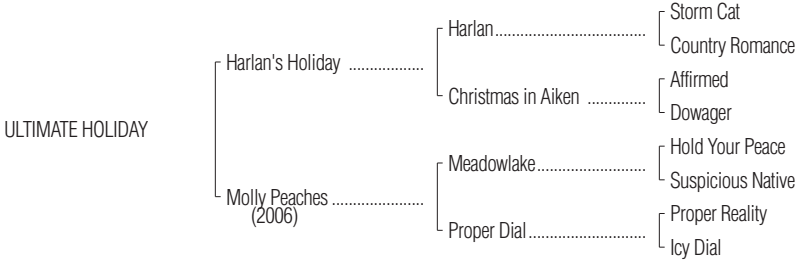 Storm Cat
Harlan....................................
Country Romance
Harlan's Holiday ..................
Affirmed
Christmas in Aiken ..............
Dowager
ULTIMATE HOLIDAY
Hold Your Peace
Meadowlake..........................
Suspicious Native
Molly Peaches ......................
(2006)
Proper Reality
Proper Dial............................
Icy Dial